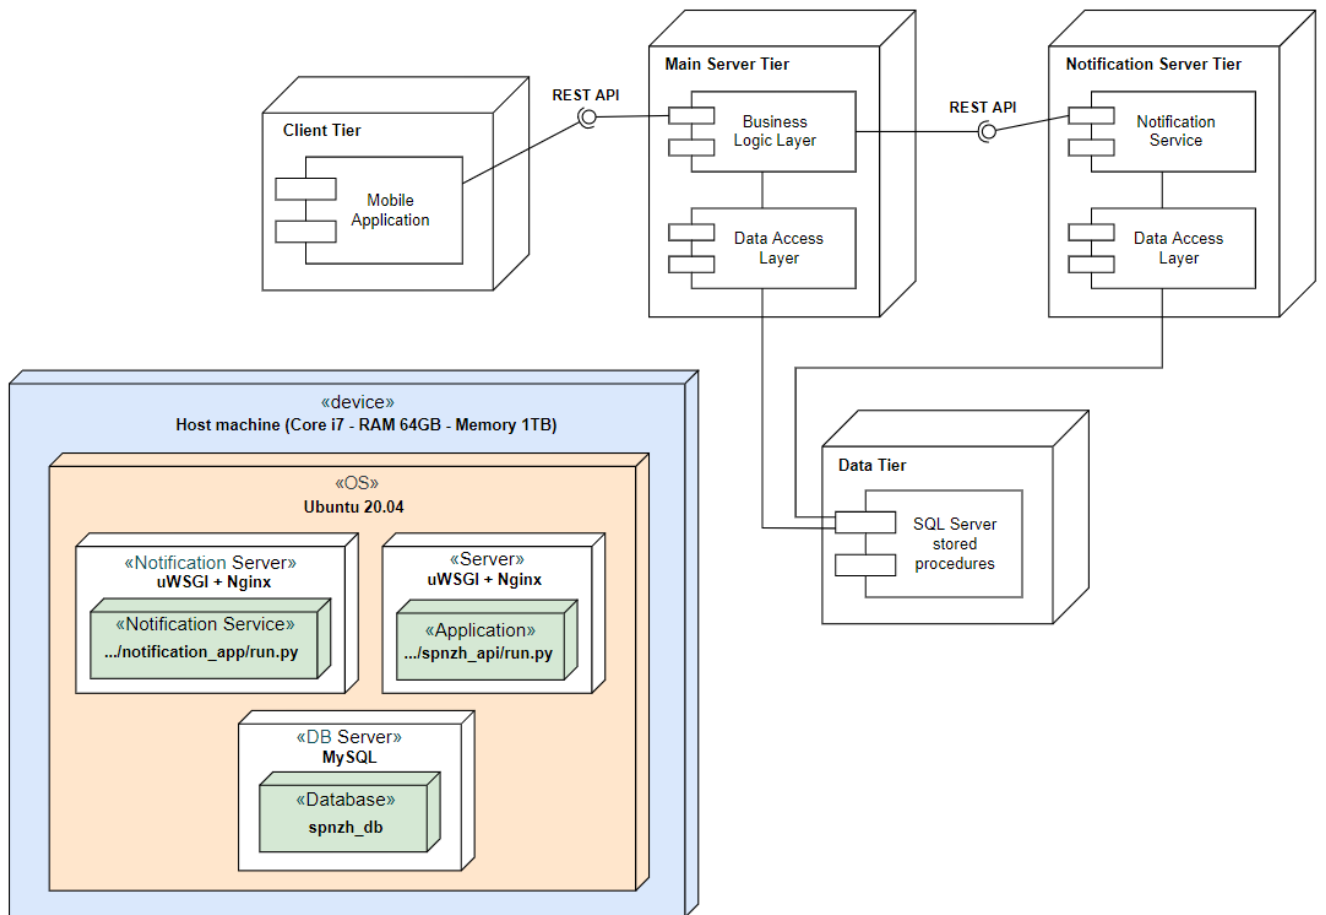 Main Server Tier
Notification Server Tier
REST API
REST API
Client Tier
Business
Logic Layer
Notification
Service
Mobile
Application
Data Access
Layer
Data Access
Layer
«device»
Host machine (Core i7 - RAM 64GB - Memory 1TB)
«OS»
Ubuntu 20.04
«Notification Server»
uWSGI + Nginx
«Notification Service»
.../notification_app/run.py
«Server»
uWSGI + Nginx
«Application»
.../spnzh_api/run.py
«DB Server»
MySQL
«Database»
spnzh_db
Data Tier
SQL Server
stored
procedures